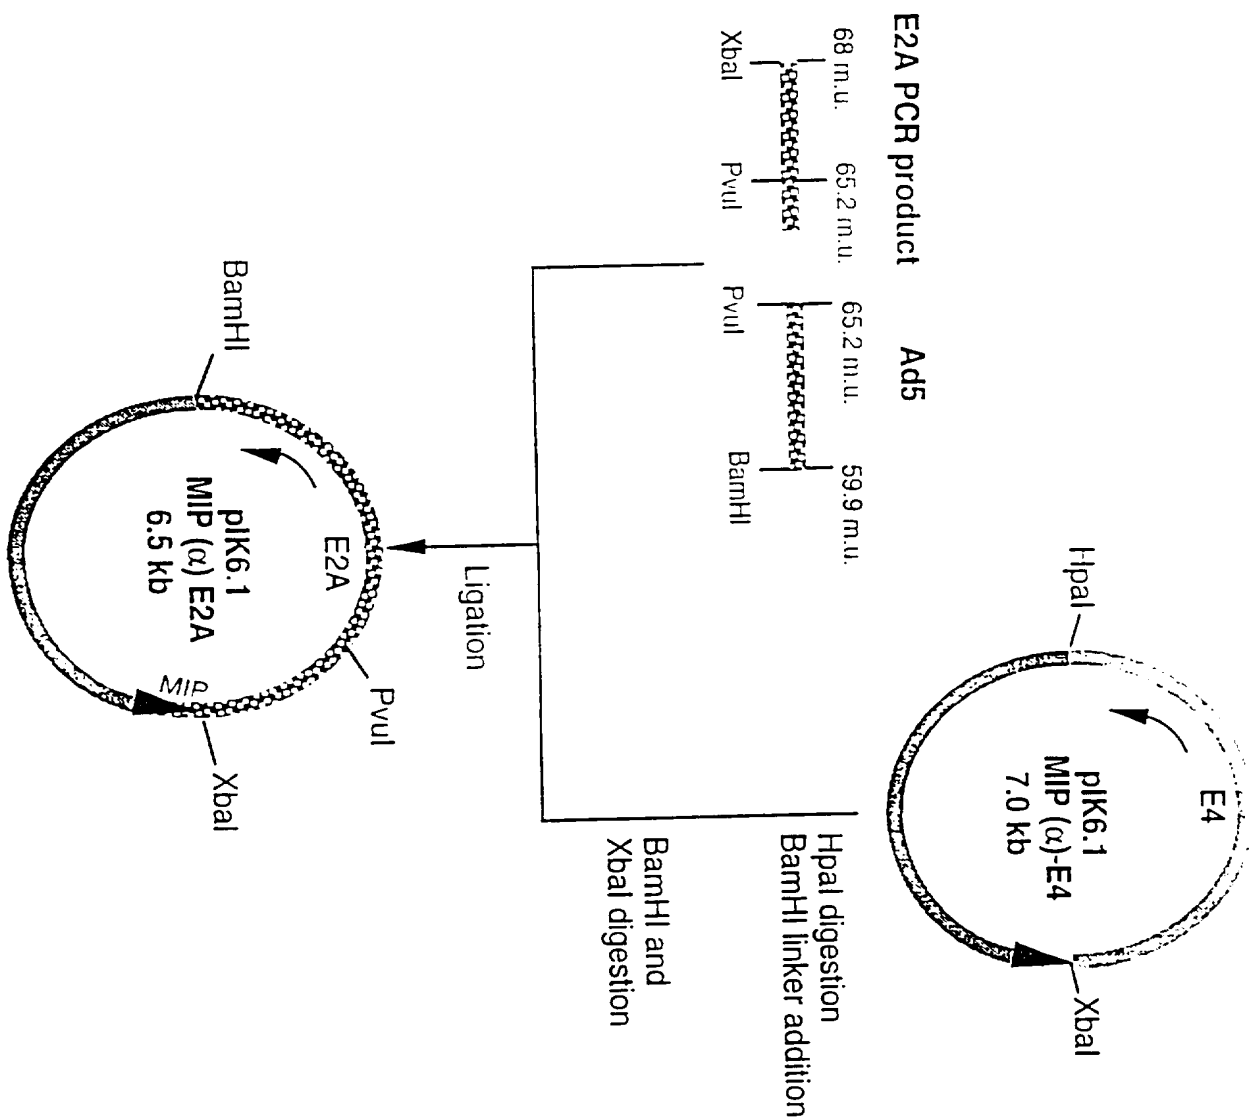 E2A PCR product
Ad5
68 m.u.
65.2 m.u.
65.2 m.u.
59.9 m.u.
XbaI
PvuI
PvuI
BamHI
HpaI
E4
pIK6.1
MIP (α)-E4
7.0 kb
XbaI
HpaI digestion
BamHI linker addition
BamHI and
XbaI digestion
Ligation
BamHI
E2A
PvuI
pIK6.1
MIP (α) E2A
6.5 kb
MIP
XbaI